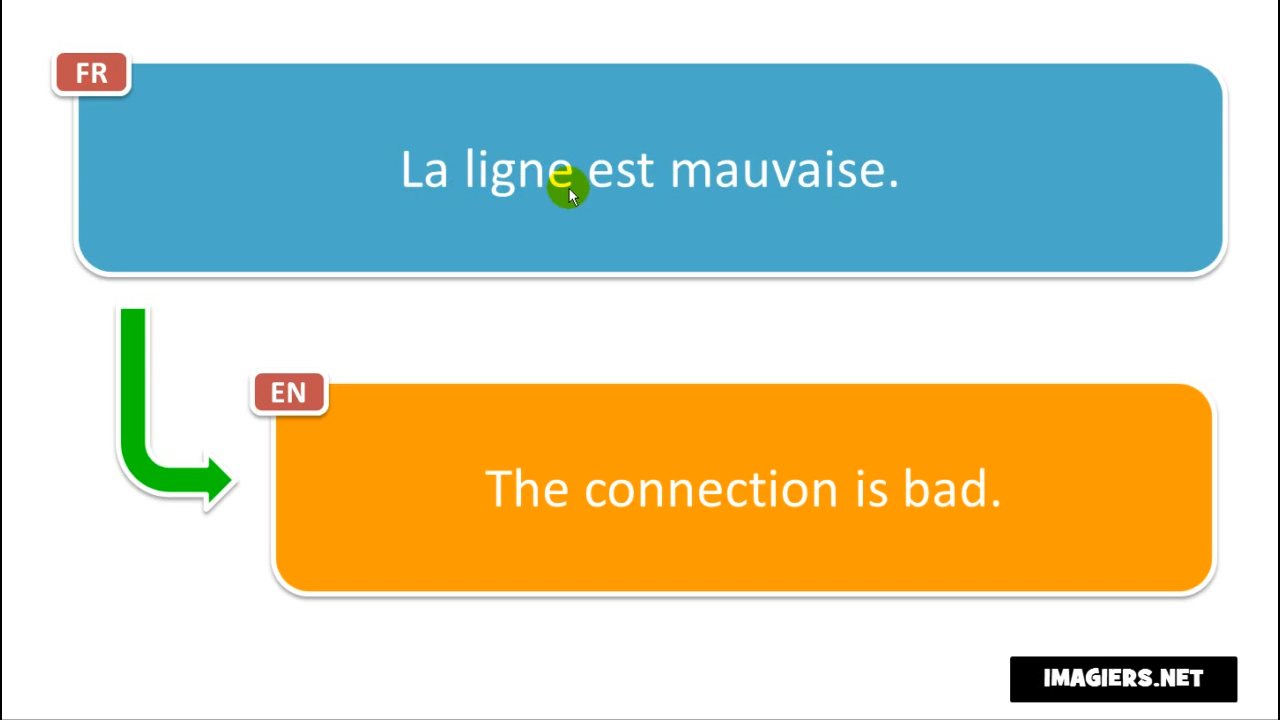 FR
La ligne est mauvaise.
EN
The connection is bad.
IMAGIERS.NET